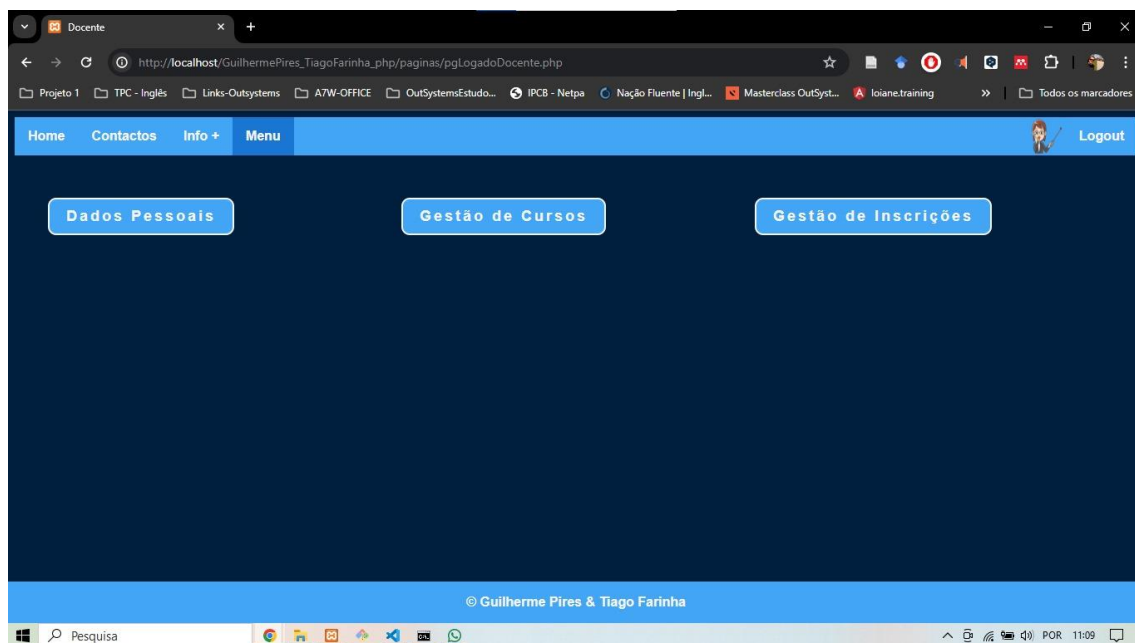 Docente
http://localhost/GuilhermePires_TiagoFarinha_php/paginas/pgLogadoDocente.php
Projeto 1 TPC - Inglês Links-Outsystems A7W-OFFICE OutSystemsEstudo... IPCB - Netpa Nação Fluente | Ingl... Masterclass OutSyst... loiane.training » Todos os marcadores
Home Contactos Info + Menu Logout
Dados Pessoais Gestão de Cursos Gestão de Inscrições
© Guilherme Pires & Tiago Farinha
Pesquisa POR 11:09